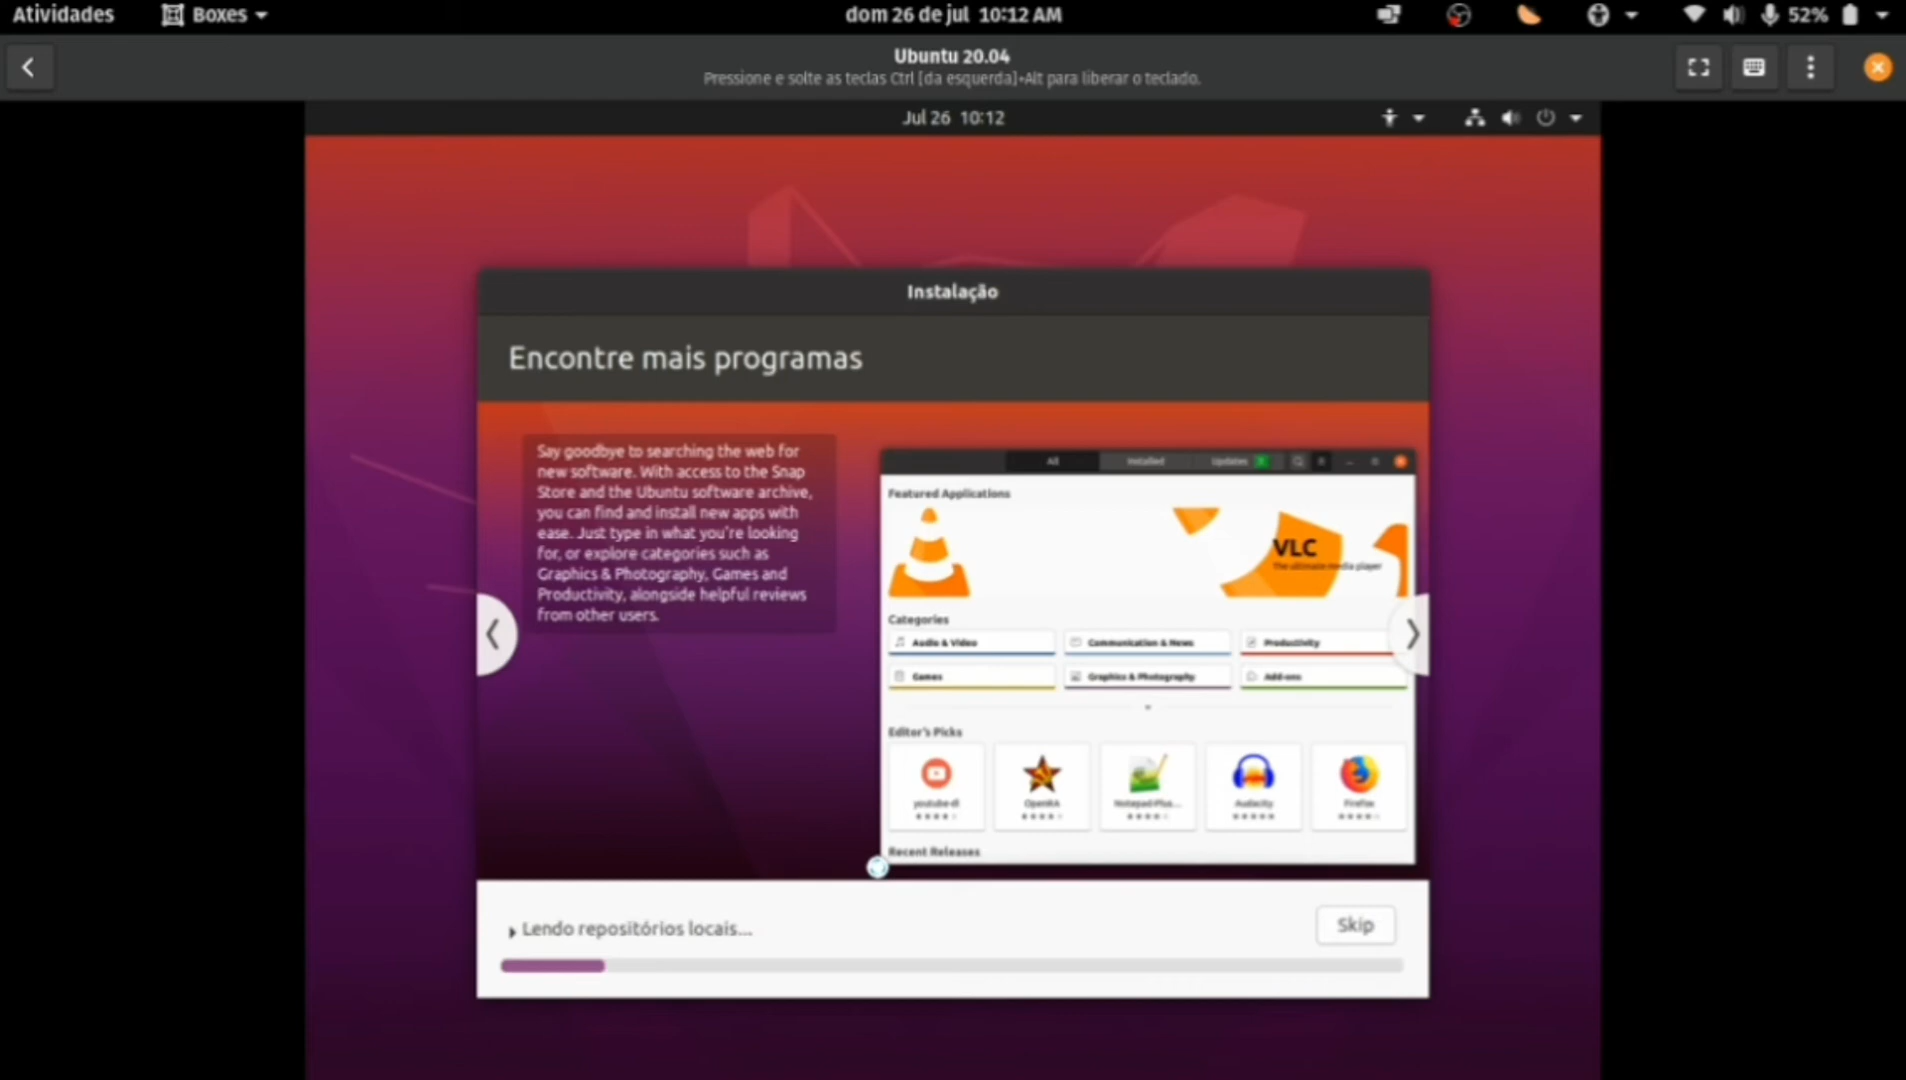 Atividades
Boxes
dom 26 de jul 10:12 AM
52%
Ubuntu 20.04
Pressione e solte as teclas Ctrl [da esquerda]+Alt para liberar o teclado.
Jul 26 10:12
Instalação
Encontre mais programas
Say goodbye to searching the web for
new software. With access to the Snap
Store and the Ubuntu software archive,
you can find and install new apps with
ease. Just type in what you're looking
for, or explore categories such as
Graphics & Photography, Games and
Productivity, alongside helpful reviews
from other users.
All
Installed
Updates
Featured Applications
VLC
The ultimate media player
Categories
Audio & Video
Communication & News
Productivity
Games
Graphics & Photography
Add-ons
Editor's Picks
youtube-dl
OpenRA
Notepad-Plus...
Audacity
Firefox
Recent Releases
Lendo repositórios locais...
Skip